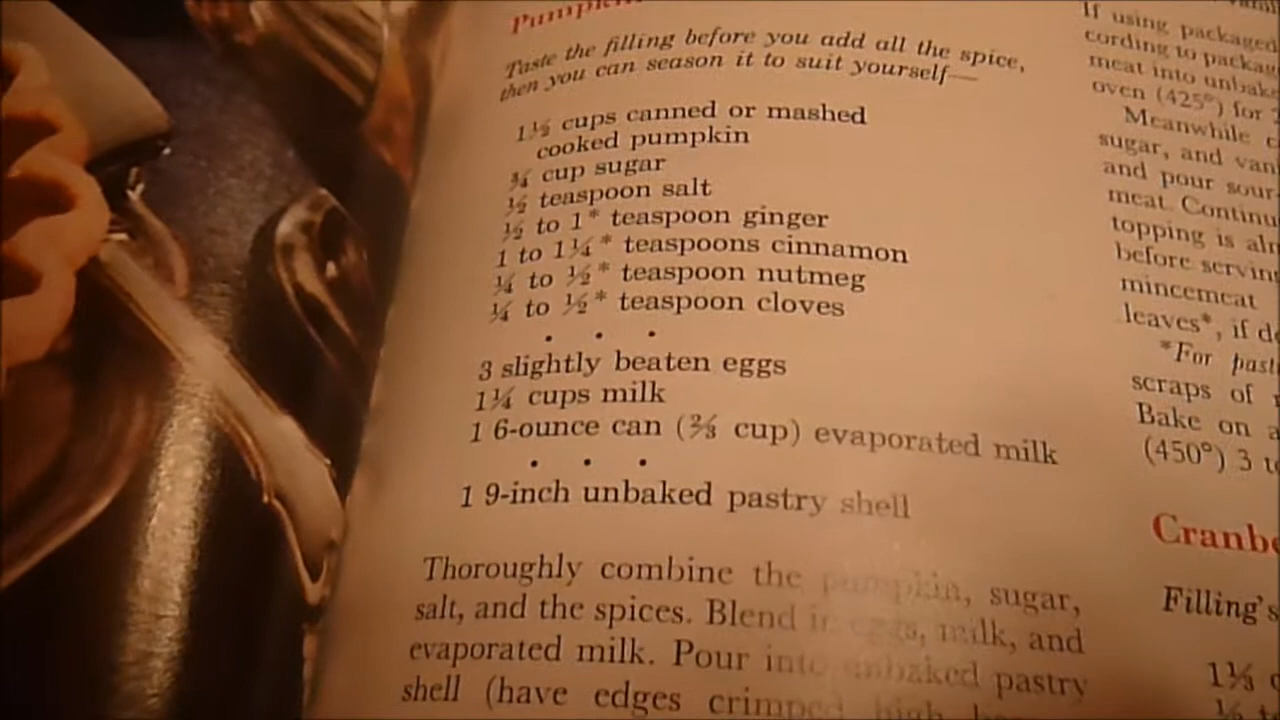 Taste the filling before you add all the spice,
then you can season it to suit yourself—
1½ cups canned or mashed
cooked pumpkin
¾ cup sugar
½ teaspoon salt
½ to 1* teaspoon ginger
1 to 1¼* teaspoons cinnamon
¼ to ½* teaspoon nutmeg
¼ to ½* teaspoon cloves
• • •
3 slightly beaten eggs
1¼ cups milk
1 6-ounce can (⅔ cup) evaporated milk
• • •
1 9-inch unbaked pastry shell
Thoroughly combine the pumpkin, sugar,
salt, and the spices. Blend in eggs, milk, and
evaporated milk. Pour into unbaked pastry
shell (have edges crimped high
If using packaged
cording to packag
meat into unbak
oven (425°) for
Meanwhile
sugar, and van
and pour sour-
meat. Continu
topping is alm
before servin
mincemeat
leaves*, if d
*For past
scraps of
Bake on a
(450°) 3 t
Cranbe
Filling's
1⅓ c